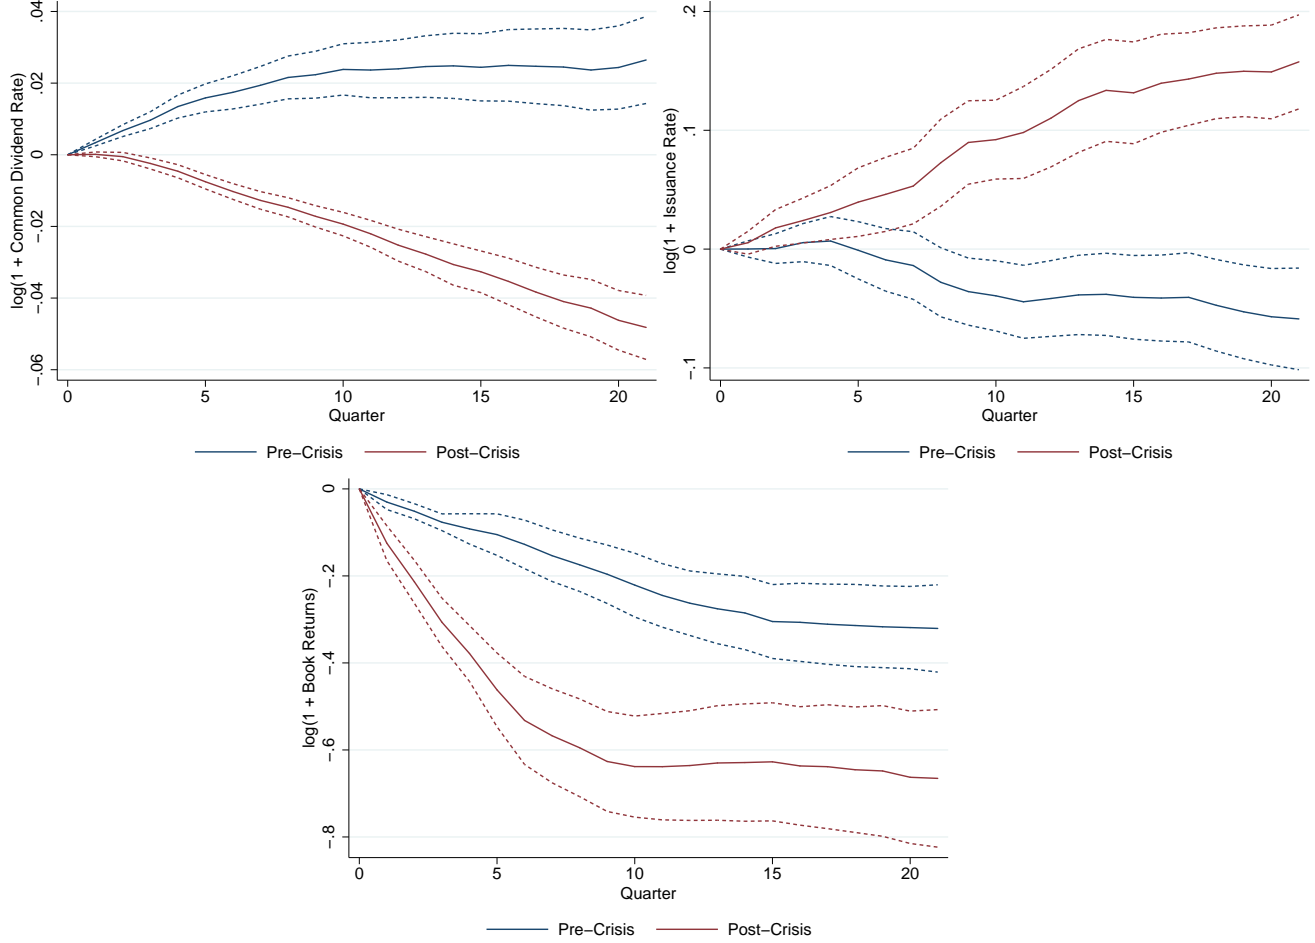 log(1 + Common Dividend Rate)
.04
.02
0
−.02
−.04
−.06
0 5 10 15 20
Quarter
Pre−Crisis Post−Crisis
log(1 + Issuance Rate)
.2
.1
0
−.1
0 5 10 15 20
Quarter
Pre−Crisis Post−Crisis
log(1 + Book Returns)
0
−.2
−.4
−.6
−.8
0 5 10 15 20
Quarter
Pre−Crisis Post−Crisis